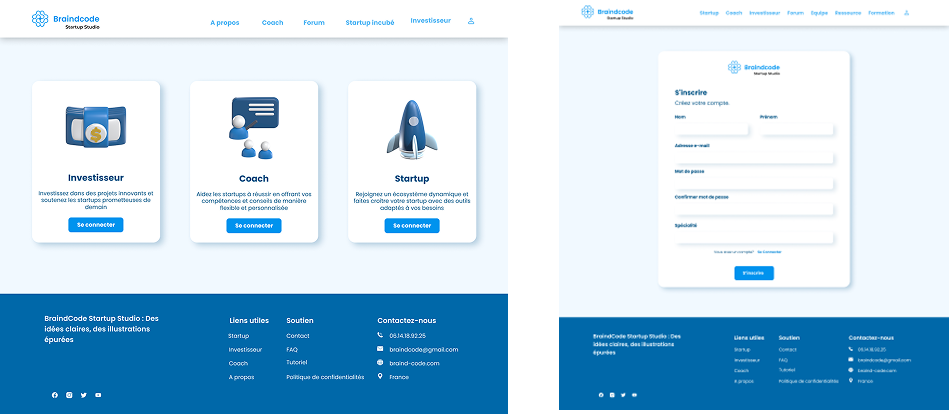 Braindcode
Startup Studio
A propos
Coach
Forum
Startup incubé
Investisseur
Investisseur
Investissez dans des projets innovants et
soutenez les startups prometteuses de
demain
Se connecter
Coach
Aidez les startups à réussir en offrant vos
compétences et conseils de manière
flexible et personnalisée
Se connecter
Startup
Rejoignez un écosystème dynamique et
faites croître votre startup avec des outils
adaptés à vos besoins
Se connecter
BraindCode Startup Studio : Des
idées claires, des illustrations
épurées
Liens utiles
Startup
Investisseur
Coach
A propos
Soutien
Contact
FAQ
Tutoriel
Politique de confidentialités
Contactez-nous
06.14.18.92.25
braindcode@gmail.com
braind-code.com
France
Braindcode
Startup Studio
Startup
Coach
Investisseur
Forum
Equipe
Ressource
Formation
Braindcode
Startup Studio
S'inscrire
Créez votre compte.
Nom
Prénom
Adresse e-mail
Mot de passe
Confirmer mot de passe
Spécialité
Vous avez un compte? Se Connecter
S'inscrire
BraindCode Startup Studio : Des
idées claires, des illustrations
épurées
Liens utiles
Startup
Investisseur
Coach
A propos
Soutien
Contact
FAQ
Tutoriel
Politique de confidentialités
Contactez-nous
06.14.18.92.25
braindcode@gmail.com
braind-code.com
France